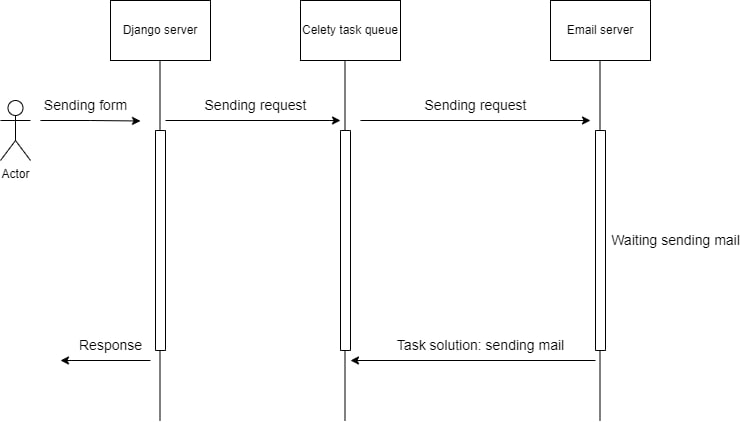 Django server
Celety task queue
Email server
Sending form
Sending request
Sending request
Actor
Waiting sending mail
Response
Task solution: sending mail